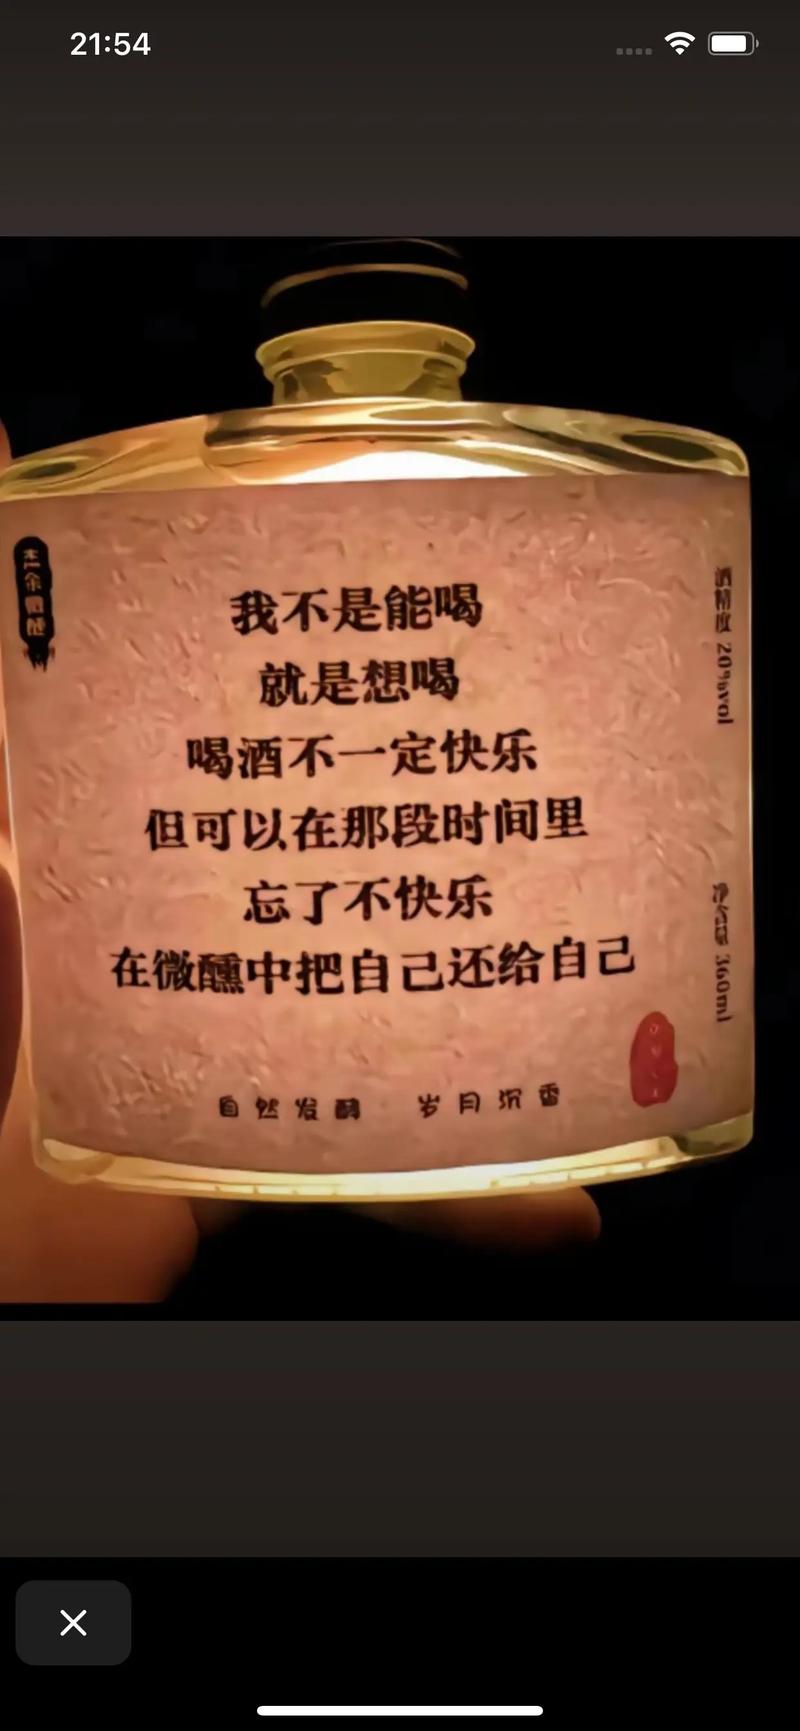 21:54
我不是能喝
就是想喝
喝酒不一定快乐
但可以在那段时间里
忘了不快乐
在微醺中把自己还给自己
自然发酵 岁月沉香
酒精度 20%vol
净含量 360ml